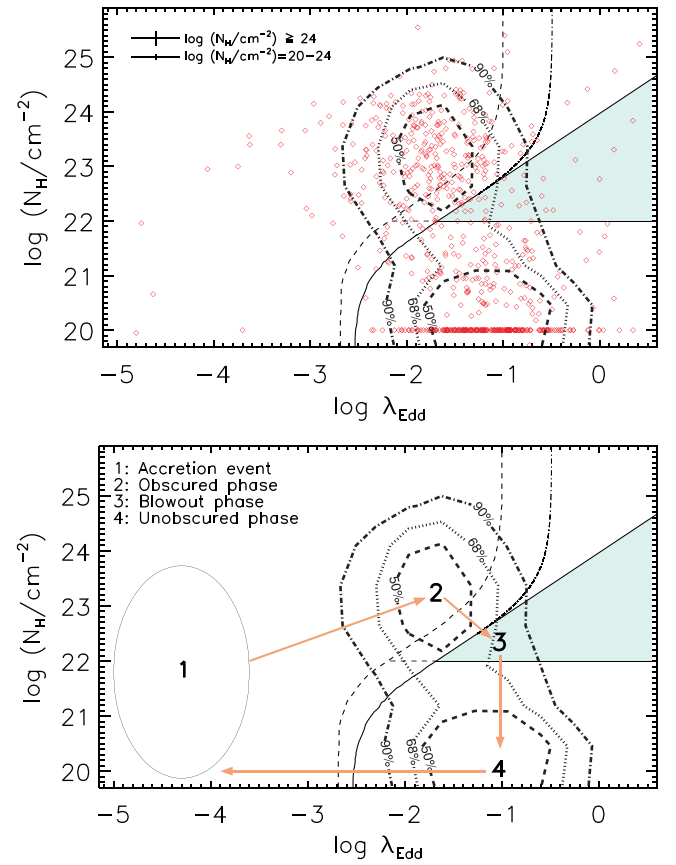 log (N_H/cm^-2) ≥ 24
log (N_H/cm^-2)=20-24
90%
68%
50%
68%
50%
90%
25
24
23
22
21
20
log (N_H/cm^-2)
-5 -4 -3 -2 -1 0
log λ_Edd
1: Accretion event
2: Obscured phase
3: Blowout phase
4: Unobscured phase
90%
68%
50%
2
3
1
4
90%
68%
50%
25
24
23
22
21
20
log (N_H/cm^-2)
-5 -4 -3 -2 -1 0
log λ_Edd